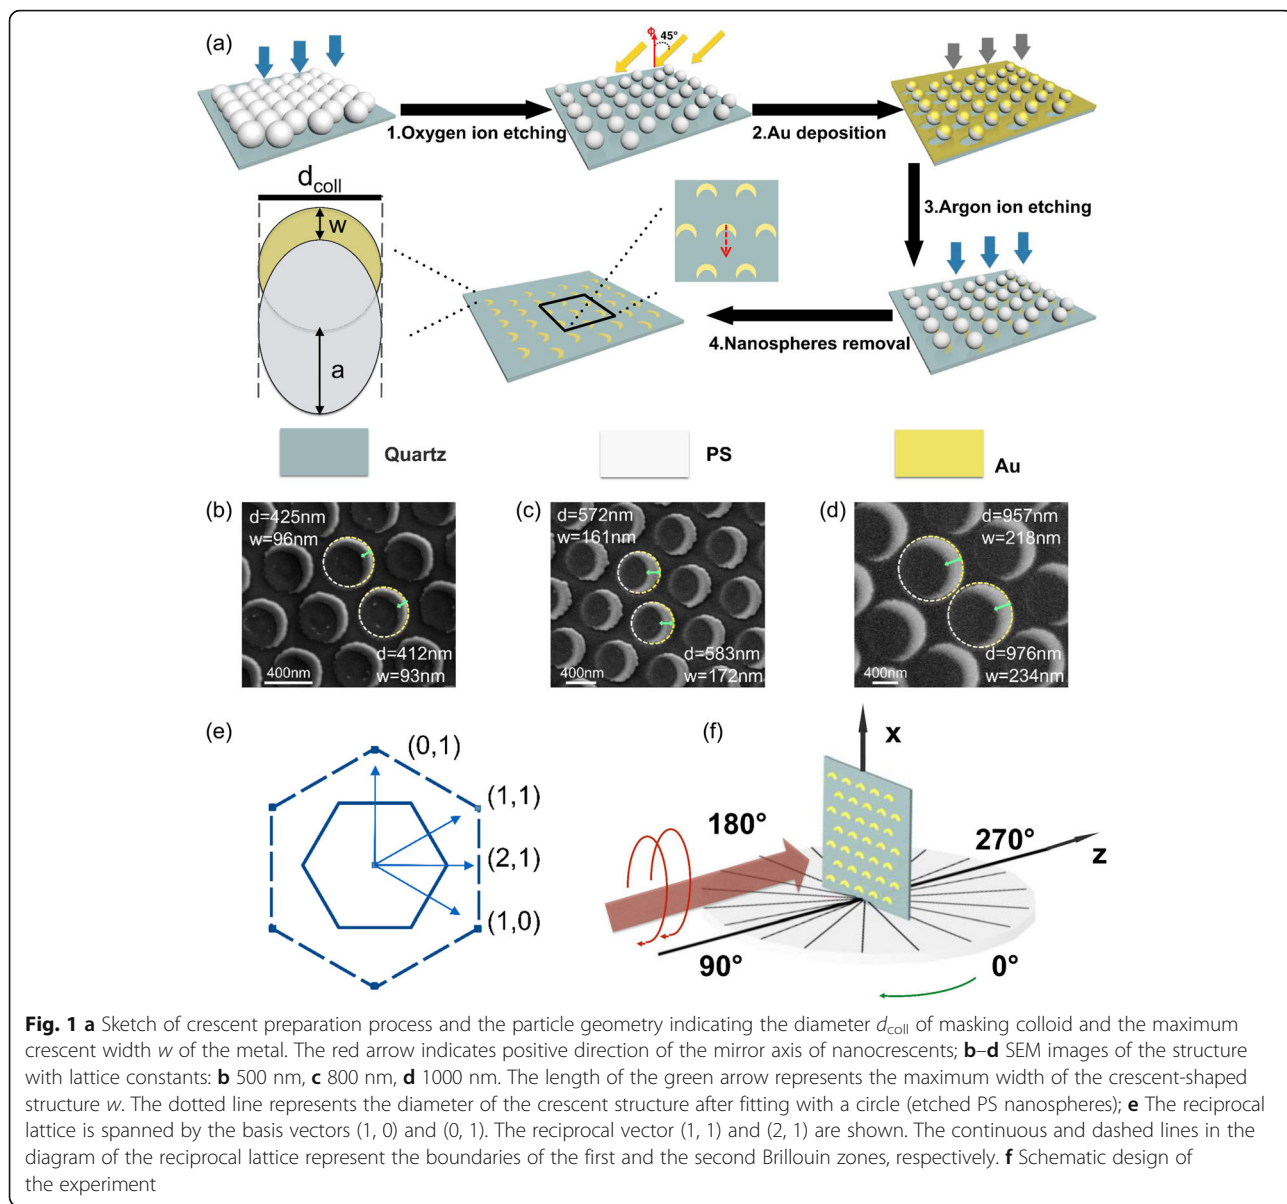 (a)
Φ
45°
1.Oxygen ion etching
2.Au deposition
d_coll
w
a
3.Argon ion etching
4.Nanospheres removal
Quartz
PS
Au
(b)
d=425nm
w=96nm
d=412nm
w=93nm
400nm
(c)
d=572nm
w=161nm
d=583nm
w=172nm
400nm
(d)
d=957nm
w=218nm
d=976nm
w=234nm
400nm
(e)
(0,1)
(1,1)
(2,1)
(1,0)
(f)
x
180°
270°
z
90°
0°
Fig. 1 a Sketch of crescent preparation process and the particle geometry indicating the diameter d_coll of masking colloid and the maximum
crescent width w of the metal. The red arrow indicates positive direction of the mirror axis of nanocrescents; b–d SEM images of the structure
with lattice constants: b 500 nm, c 800 nm, d 1000 nm. The length of the green arrow represents the maximum width of the crescent-shaped
structure w. The dotted line represents the diameter of the crescent structure after fitting with a circle (etched PS nanospheres); e The reciprocal
lattice is spanned by the basis vectors (1, 0) and (0, 1). The reciprocal vector (1, 1) and (2, 1) are shown. The continuous and dashed lines in the
diagram of the reciprocal lattice represent the boundaries of the first and the second Brillouin zones, respectively. f Schematic design of
the experiment